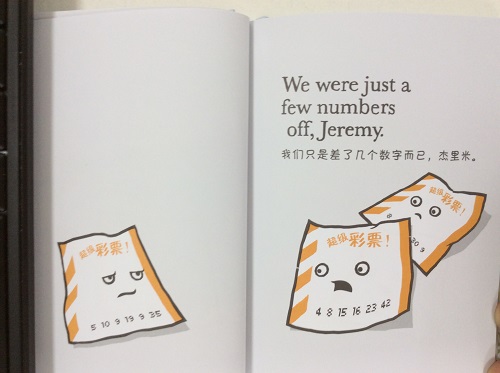 超级彩票!
5 10 9 19 9 35
We were just a
few numbers
off, Jeremy.
我们只是差了几个数字而已，杰里米。
超级彩票!
30 9
超级彩票!
4 8 15 16 23 42